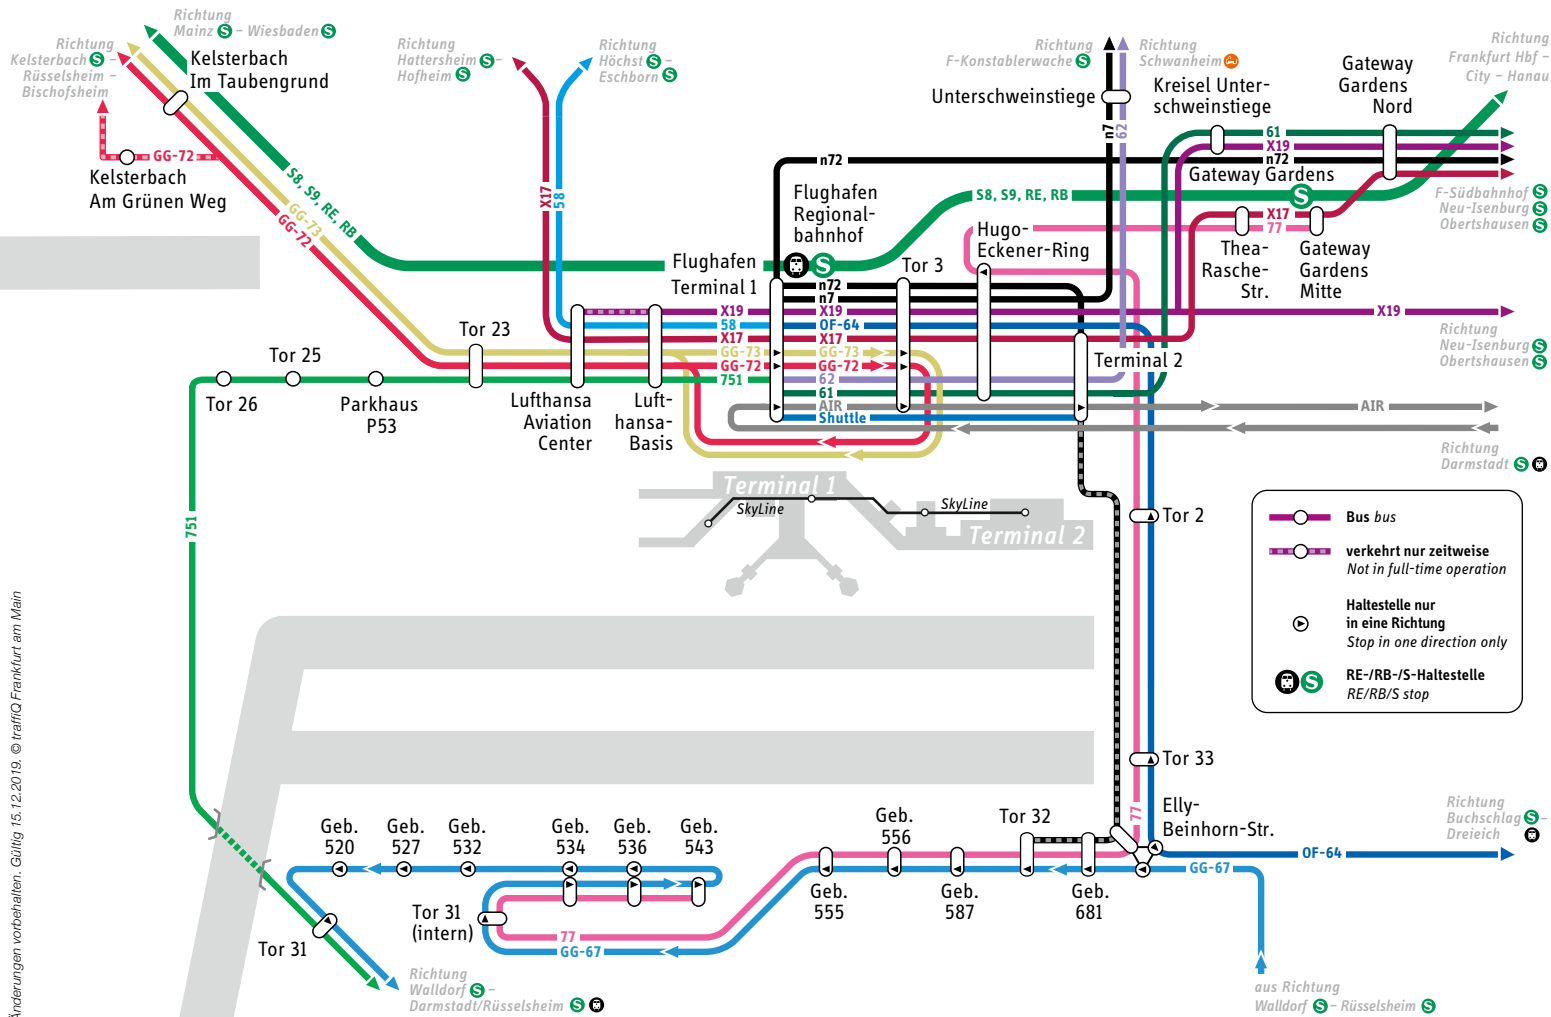 Richtung
Mainz S – Wiesbaden S
Richtung
Kelsterbach S –
Rüsselsheim –
Bischofsheim
Kelsterbach
Im Taubengrund
GG-72
Kelsterbach
Am Grünen Weg
S8, S9, RE, RB
GG-73
GG-72
Richtung
Hattersheim S –
Hofheim S
Richtung
Höchst S –
Eschborn S
X17
58
Richtung
F-Konstablerwache S
Richtung
Schwanheim
Unterschweinstiege
n7
62
Kreisel Unter-
schweinstiege
Gateway
Gardens
Nord
Richtung
Frankfurt Hbf –
City – Hanau
61
X19
n72
n72
Gateway Gardens
S
S8, S9, RE, RB
F-Südbahnhof S
Neu-Isenburg S
Obertshausen S
Flughafen
Regional-
bahnhof
S
Hugo-
Eckener-Ring
X17
77
Thea-
Rasche-
Str.
Gateway
Gardens
Mitte
Flughafen
Terminal 1
Tor 3
n72
n7
X19
X19
X19
58
OF-64
X17
X17
GG-73
GG-73
GG-72
GG-72
751
62
61
AIR
AIR
Shuttle
Terminal 2
Richtung
Neu-Isenburg S
Obertshausen S
Tor 23
Tor 25
Tor 26
Parkhaus
P53
Lufthansa
Aviation
Center
Luft-
hansa-
Basis
Richtung
Darmstadt S
Terminal 1
SkyLine
SkyLine
Terminal 2
Tor 2
751
Bus bus
verkehrt nur zeitweise
Not in full-time operation
Haltestelle nur
in eine Richtung
Stop in one direction only
S
RE-/RB-/S-Haltestelle
RE/RB/S stop
Tor 33
77
Elly-
Beinhorn-Str.
Richtung
Buchschlag S –
Dreieich
OF-64
GG-67
Geb.
520
Geb.
527
Geb.
532
Geb.
534
Geb.
536
Geb.
543
Geb.
556
Tor 32
Geb.
555
Geb.
587
Geb.
681
Tor 31
(intern)
77
GG-67
Tor 31
Richtung
Walldorf S –
Darmstadt/Rüsselsheim S
aus Richtung
Walldorf S – Rüsselsheim S
Änderungen vorbehalten. Gültig 15.12.2019. © traffiQ Frankfurt am Main